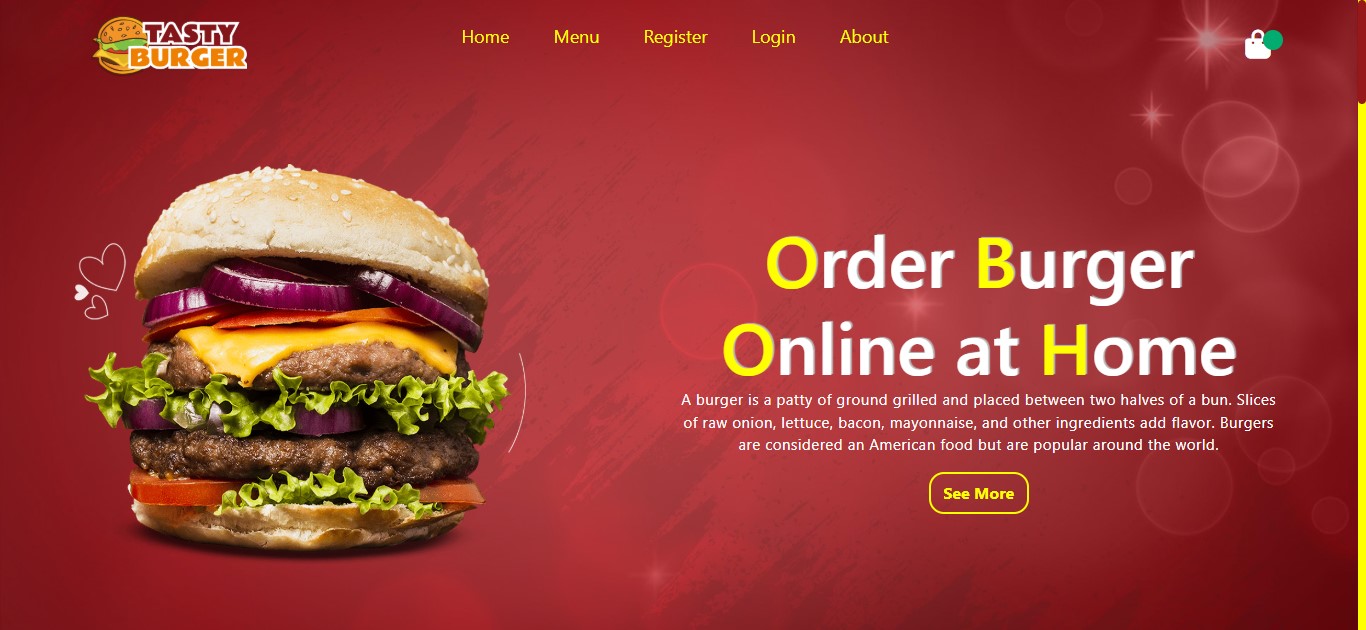 TASTY
BURGER
Home Menu Register Login About
Order Burger
Online at Home
A burger is a patty of ground grilled and placed between two halves of a bun. Slices
of raw onion, lettuce, bacon, mayonnaise, and other ingredients add flavor. Burgers
are considered an American food but are popular around the world.
See More